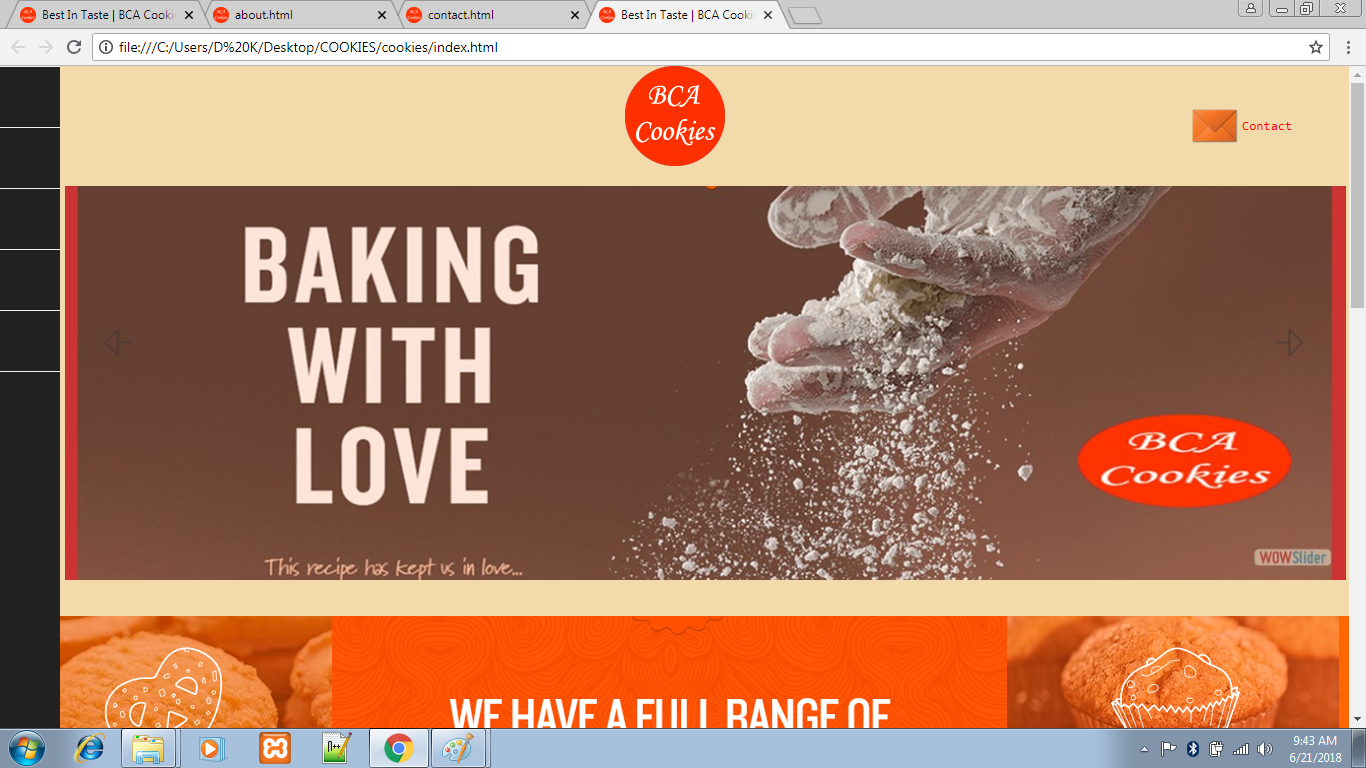 Best In Taste | BCA Cooki
about.html
contact.html
Best In Taste | BCA Cooki
file:///C:/Users/D%20K/Desktop/COOKIES/cookies/index.html
BCA
Cookies
Contact
BAKING
WITH
LOVE
This recipe has kept us in love...
BCA
Cookies
WOWSlider
WE HAVE A FULL RANGE OF
9:43 AM
6/21/2018